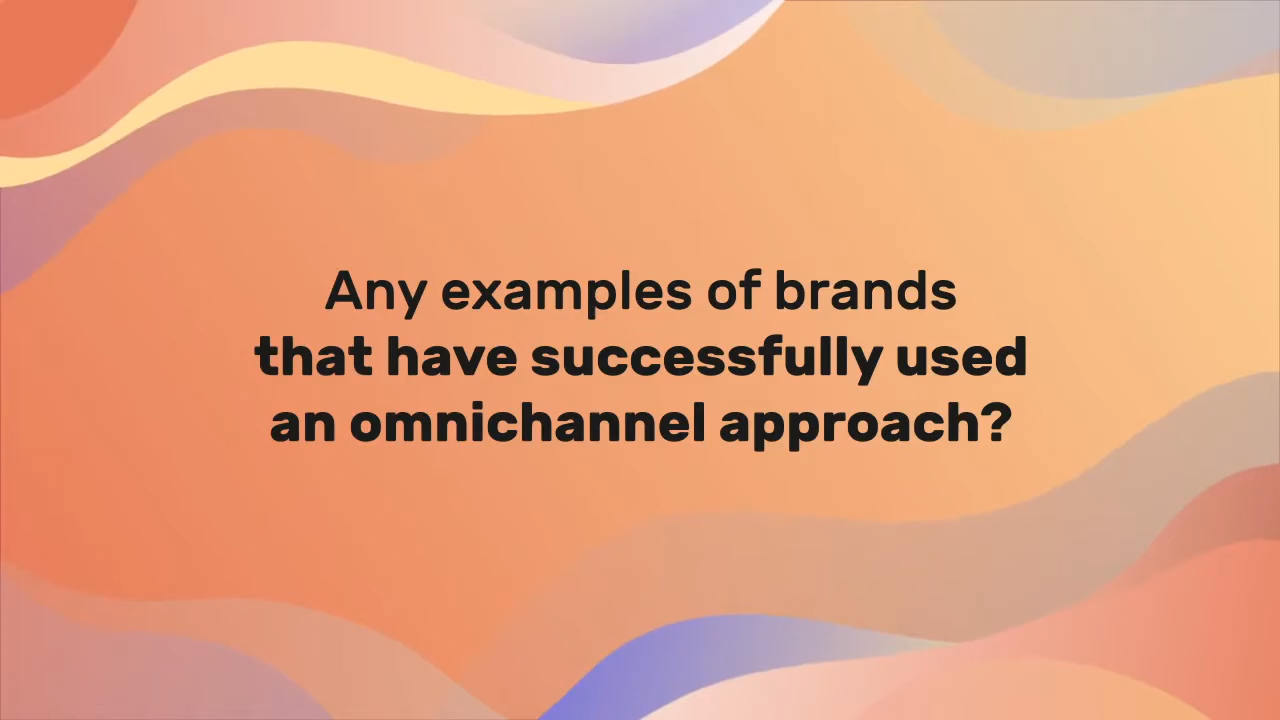 Any examples of brands
that have successfully used
an omnichannel approach?